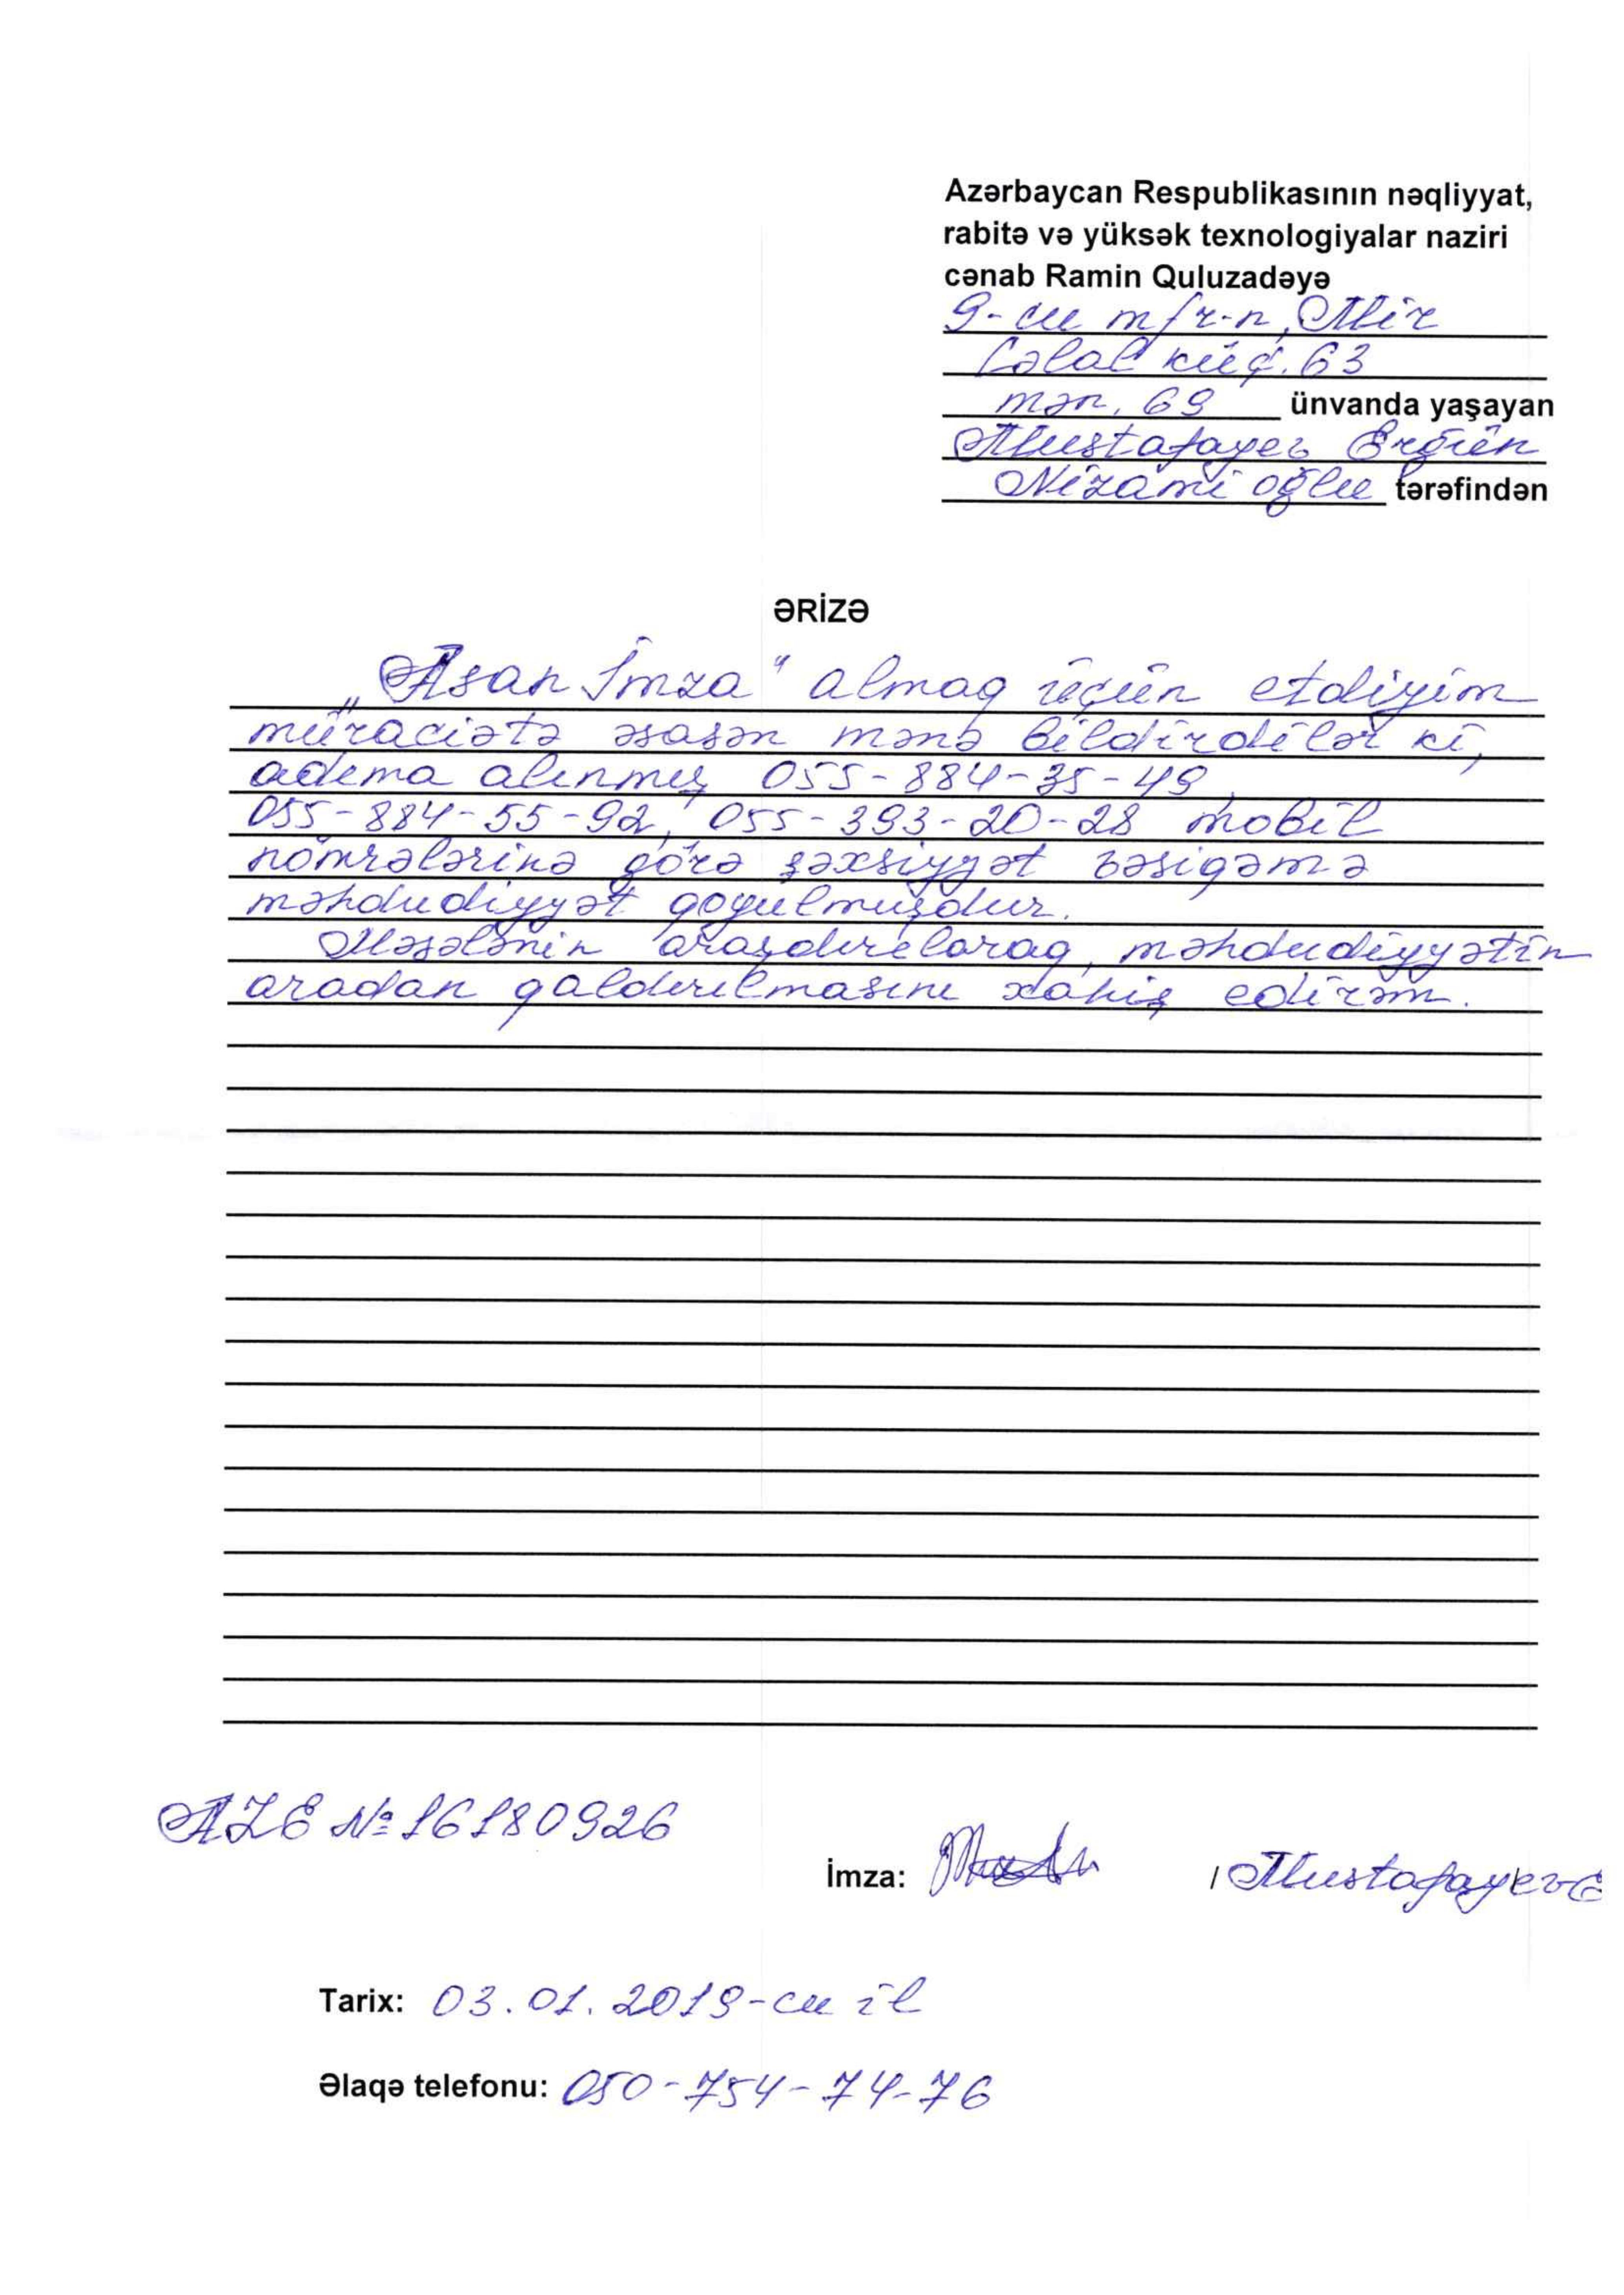 Azərbaycan Respublikasının nəqliyyat,
rabitə və yüksək texnologiyalar naziri
cənab Ramin Quluzadəyə
9-cu m/r-n, Mir
Cəlal küç. 63
mən. 69 ünvanda yaşayan
Mustafayev Ergün
Nizami oğlu tərəfindən
ƏRİZƏ
„Asan İmza" almaq üçün etdiyim
müraciətə əsasən mənə bildirdilər ki,
adıma alınmış 055-884-35-49,
055-884-55-92, 055-393-20-28 mobil
nömrələrinə görə şəxsiyyət vəsiqəmə
məhdudiyyət qoyulmuşdur.
Məsələnin araşdırılaraq, məhdudiyyətin
aradan qaldırılmasını xahiş edirəm.
AZE № 16180926
İmza: / Mustafayev E
Tarix: 03.01.2019-cu il
Əlaqə telefonu: 050-754-74-76